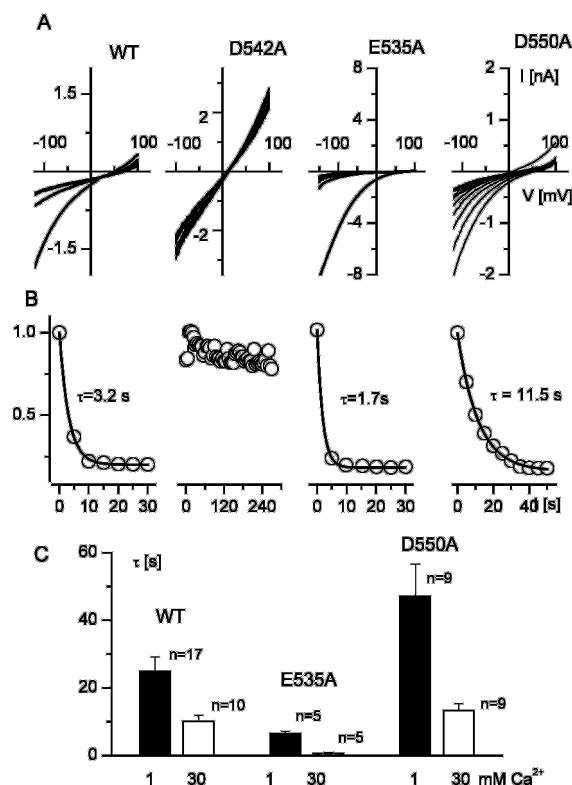 A
WT
D542A
E535A
D550A
1.5
-100
100
-1.5
2
-100
100
-2
8
4
-100
100
-4
-8
2
I [nA]
1
-100
100
V [mV]
-1
-2
B
1.0
0.5
τ=3.2 s
τ=1.7s
τ = 11.5 s
0 10 20 30
0 120 240
0 10 20 30
0 20 40 t [s]
C
τ [s]
60
40
20
0
WT
n=17
n=10
E535A
n=5
n=5
D550A
n=9
n=9
1 30 1 30 1 30 mM Ca²⁺